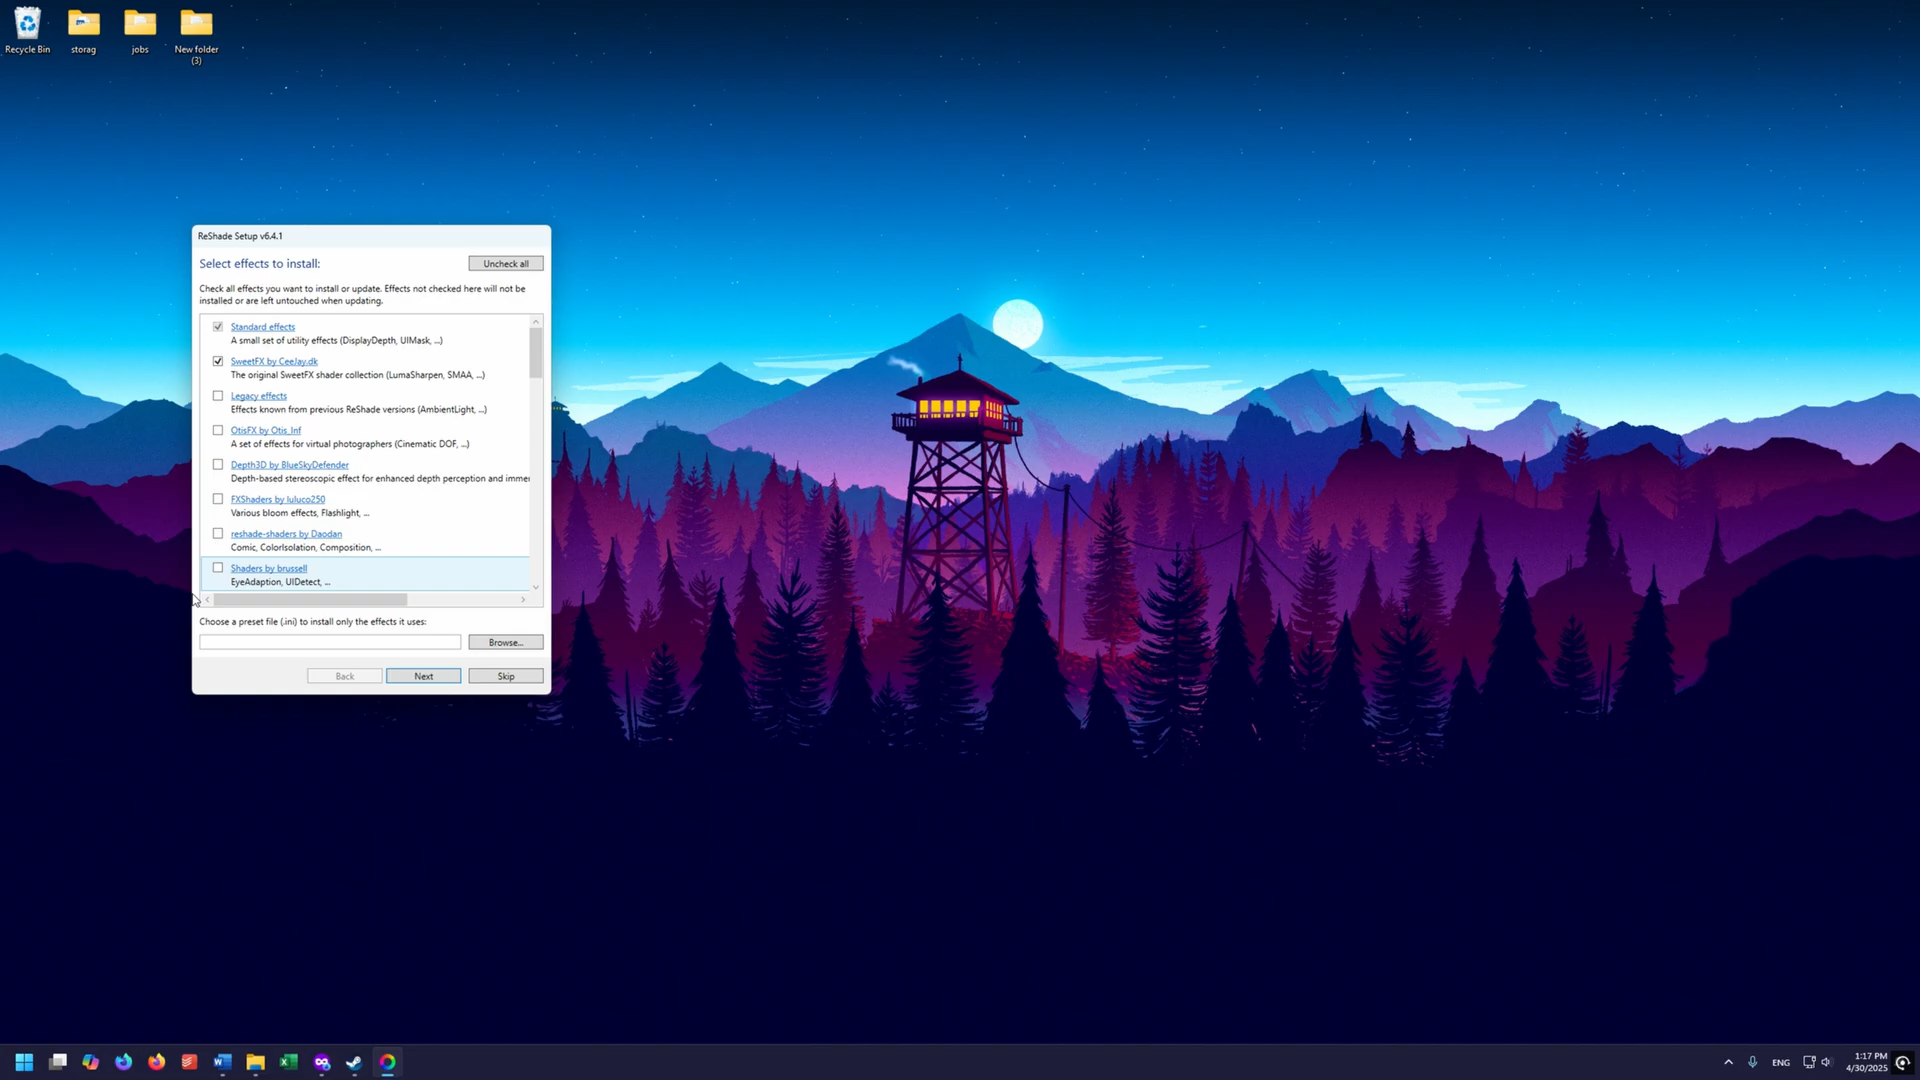 Recycle Bin
storag
jobs
New folder
(3)
ReShade Setup v6.4.1
Select effects to install:
Uncheck all
Check all effects you want to install or update. Effects not checked here will not be
installed or are left untouched when updating.
Standard effects
A small set of utility effects (DisplayDepth, UIMask, ...)
SweetFX by CeeJay.dk
The original SweetFX shader collection (LumaSharpen, SMAA, ...)
Legacy effects
Effects known from previous ReShade versions (AmbientLight, ...)
OtisFX by Otis_Inf
A set of effects for virtual photographers (Cinematic DOF, ...)
Depth3D by BlueSkyDefender
Depth-based stereoscopic effect for enhanced depth perception and immer
FXShaders by luluco250
Various bloom effects, Flashlight, ...
reshade-shaders by Daodan
Comic, ColorIsolation, Composition, ...
Shaders by brussell
EyeAdaption, UIDetect, ...
Choose a preset file (.ini) to install only the effects it uses:
Browse...
Back
Next
Skip
ENG
1:17 PM
4/30/2025